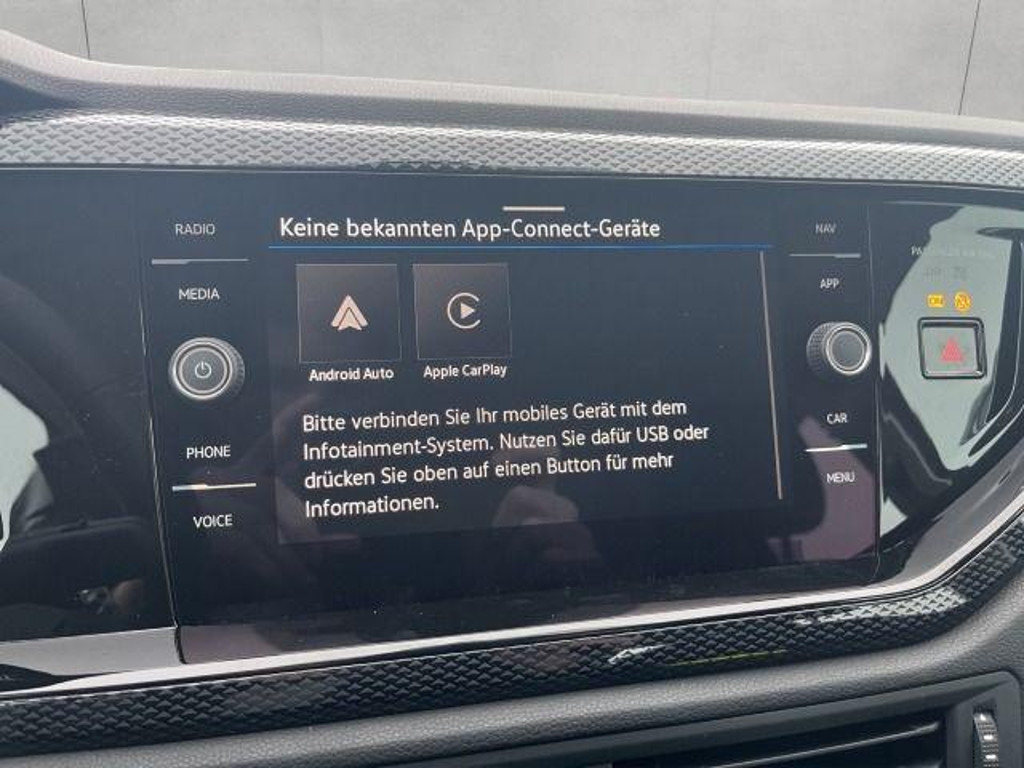 RADIO
MEDIA
PHONE
VOICE
Keine bekannten App-Connect-Geräte
Android Auto
Apple CarPlay
Bitte verbinden Sie Ihr mobiles Gerät mit dem
Infotainment-System. Nutzen Sie dafür USB oder
drücken Sie oben auf einen Button für mehr
Informationen.
NAV
APP
CAR
MENU